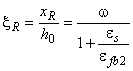 ξ_R = x_R / h_0 = ω / (1 + ε_s / ε_fb2)